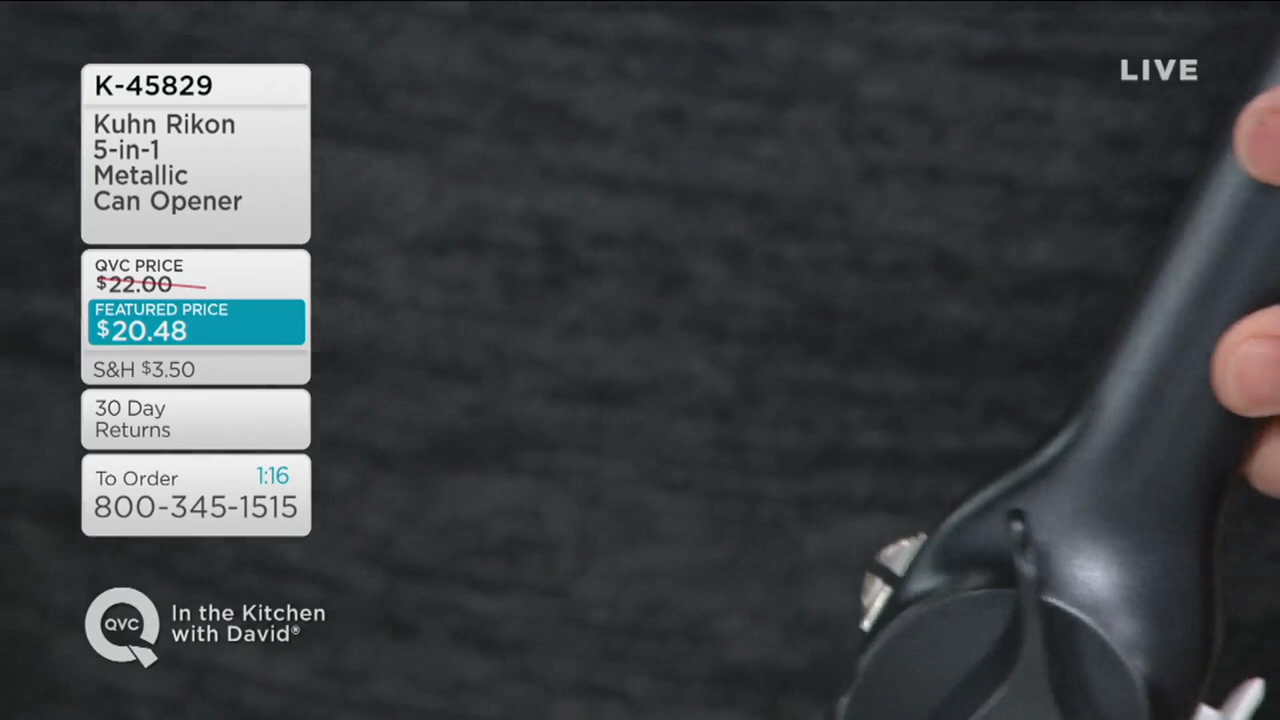 K-45829
Kuhn Rikon
5-in-1
Metallic
Can Opener
QVC PRICE
$22.00
FEATURED PRICE
$20.48
S&H $3.50
30 Day
Returns
To Order 1:16
800-345-1515
QVC
In the Kitchen
with David®
LIVE